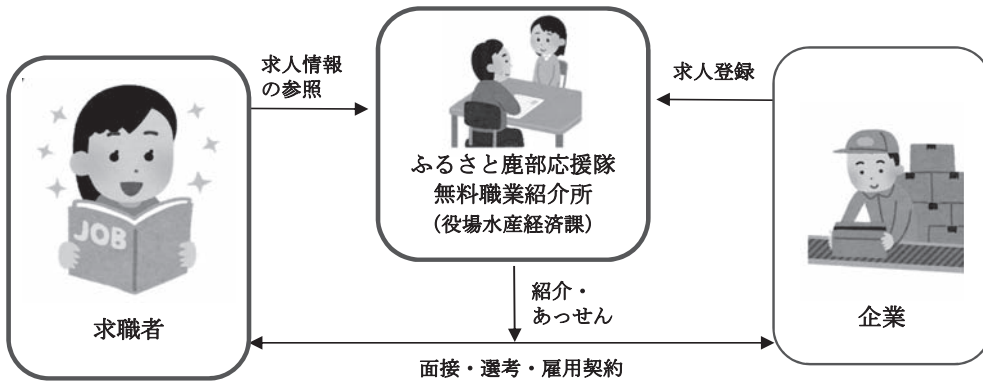 求人情報
の参照
求人登録
JOB
ふるさと鹿部応援隊
無料職業紹介所
（役場水産経済課）
紹介・
あっせん
求職者
企業
面接・選考・雇用契約